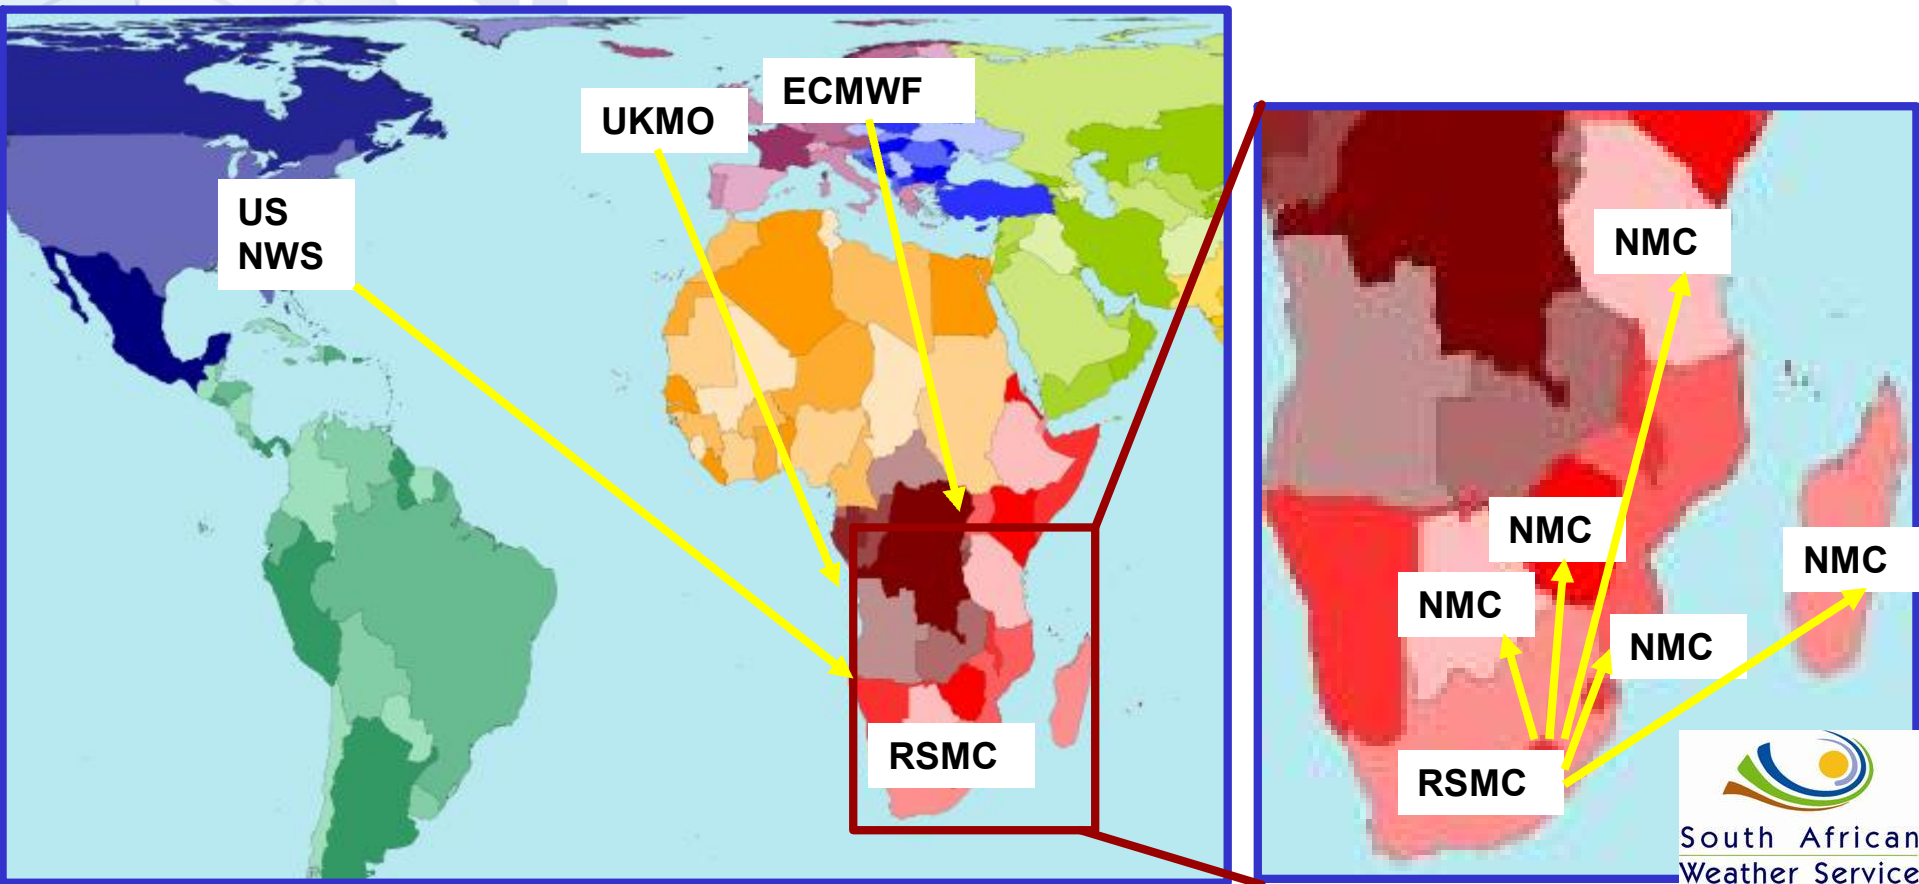 ECMWF
UKMO
US
NWS
RSMC
NMC
NMC
NMC
NMC
NMC
RSMC
South African
Weather Service